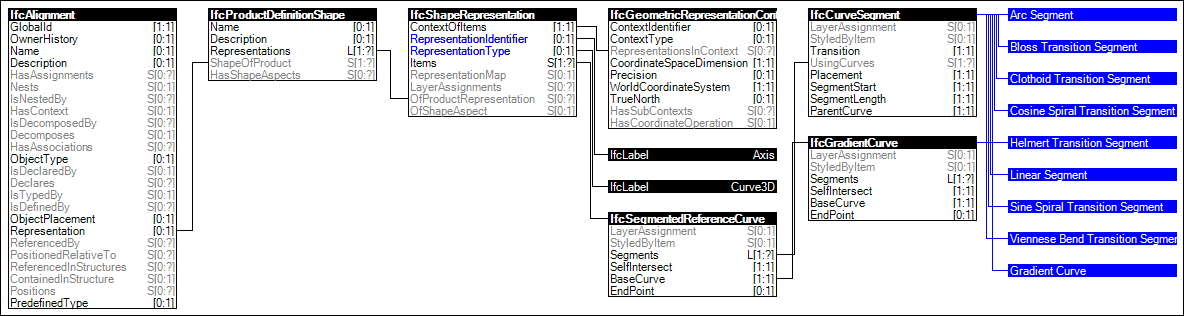 IfcAlignment
GlobalId [1:1]
OwnerHistory [0:1]
Name [0:1]
Description [0:1]
HasAssignments S[0:?]
Nests S[0:1]
IsNestedBy S[0:?]
HasContext S[0:1]
IsDecomposedBy S[0:?]
Decomposes S[0:1]
HasAssociations S[0:?]
ObjectType [0:1]
IsDeclaredBy S[0:1]
Declares S[0:?]
IsTypedBy S[0:1]
IsDefinedBy S[0:?]
ObjectPlacement [0:1]
Representation [0:1]
ReferencedBy S[0:?]
PositionedRelativeTo S[0:1]
ReferencedInStructures S[0:?]
ContainedInStructure S[0:1]
Positions S[0:?]
PredefinedType [0:1]
IfcProductDefinitionShape
Name [0:1]
Description [0:1]
Representations L[1:?]
ShapeOfProduct S[1:?]
HasShapeAspects S[0:?]
IfcShapeRepresentation
ContextOfItems [1:1]
RepresentationIdentifier [0:1]
RepresentationType [0:1]
Items S[1:?]
RepresentationMap S[0:1]
LayerAssignments S[0:?]
OfProductRepresentation S[0:?]
OfShapeAspect S[0:1]
IfcGeometricRepresentationCont
ContextIdentifier [0:1]
ContextType [0:1]
RepresentationsInContext S[0:?]
CoordinateSpaceDimension [1:1]
Precision [0:1]
WorldCoordinateSystem [1:1]
TrueNorth [0:1]
HasSubContexts S[0:?]
HasCoordinateOperation S[0:1]
IfcLabel Axis
IfcLabel Curve3D
IfcSegmentedReferenceCurve
LayerAssignment S[0:1]
StyledByItem S[0:1]
Segments L[1:?]
SelfIntersect [1:1]
BaseCurve [1:1]
EndPoint [0:1]
IfcCurveSegment
LayerAssignment S[0:1]
StyledByItem S[0:1]
Transition [1:1]
UsingCurves S[1:?]
Placement [1:1]
SegmentStart [1:1]
SegmentLength [1:1]
ParentCurve [1:1]
IfcGradientCurve
LayerAssignment S[0:1]
StyledByItem S[0:1]
Segments L[1:?]
SelfIntersect [1:1]
BaseCurve [1:1]
EndPoint [0:1]
Arc Segment
Bloss Transition Segment
Clothoid Transition Segment
Cosine Spiral Transition Segment
Helmert Transition Segment
Linear Segment
Sine Spiral Transition Segment
Viennese Bend Transition Segmen
Gradient Curve